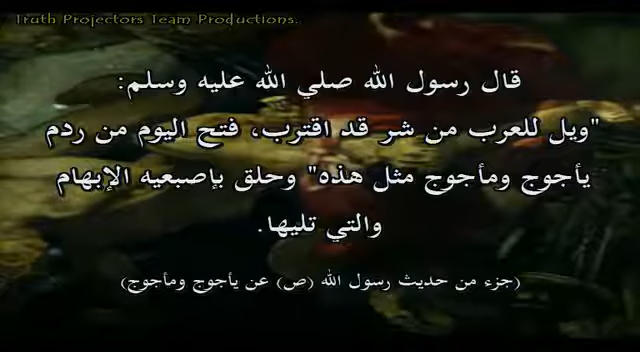 Truth Projectors Team Productions.
قال رسول الله صلي الله عليه وسلم:
"ويل للعرب من شر قد اقترب، فتح اليوم من ردم
يأجوج ومأجوج مثل هذه" وحلق بإصبعيه الإبهام
والتي تليها.
(جزء من حديث رسول الله (ص) عن يأجوج ومأجوج)